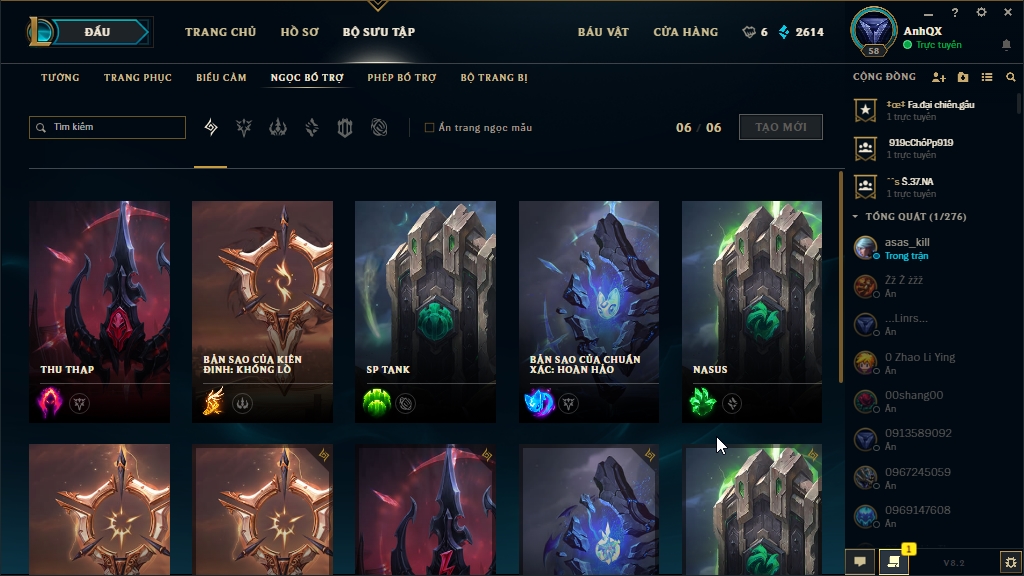 ĐẤU
TRANG CHỦ
HỒ SƠ
BỘ SƯU TẬP
BÁU VẬT
CỬA HÀNG
6
2614
58
AnhQX
Trực tuyến
TƯỚNG
TRANG PHỤC
BIỂU CẢM
NGỌC BỔ TRỢ
PHÉP BỔ TRỢ
BỘ TRANG BỊ
CỘNG ĐỒNG
Tìm kiếm
Ẩn trang ngọc mẫu
06 / 06
TẠO MỚI
‡œ‡ Fa.đại chiến.gấu
1 trực tuyến
919cChópp919
1 trực tuyến
1 trực tuyến
TỔNG QUÁT (1/276)
asas_kill
Trong trận
Źž Ž źžž
Ẩn
...Linrs...
Ẩn
0 Zhao Li Ying
Ẩn
00shang00
Ẩn
0913589092
Ẩn
0967245059
Ẩn
0969147608
Ẩn
THU THẬP
BẢN SAO CỦA KIÊN
ĐỊNH: KHỔNG LỒ
SP TANK
BẢN SAO CỦA CHUẨN
XÁC: HOÀN HẢO
NASUS
1
V8.2